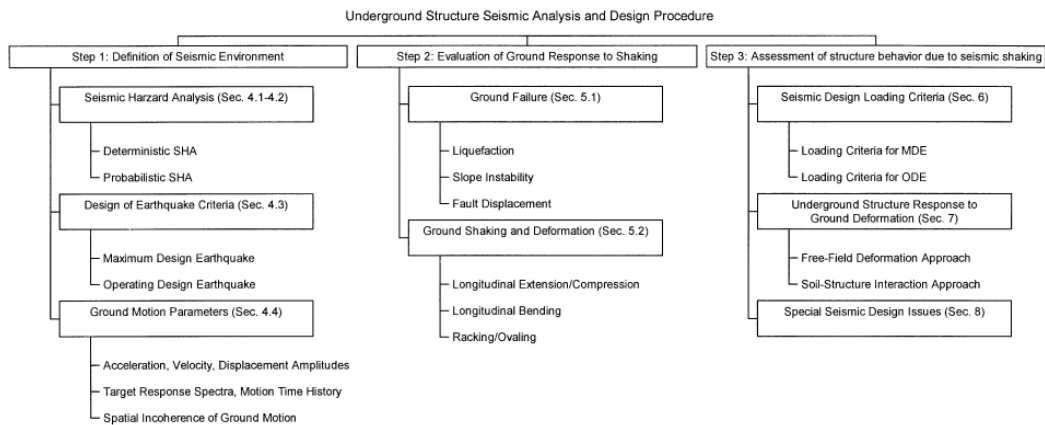 Underground Structure Seismic Analysis and Design Procedure
Step 1: Definition of Seismic Environment
Seismic Harzard Analysis (Sec. 4.1-4.2)
Deterministic SHA
Probabilistic SHA
Design of Earthquake Criteria (Sec. 4.3)
Maximum Design Earthquake
Operating Design Earthquake
Ground Motion Parameters (Sec. 4.4)
Acceleration, Velocity, Displacement Amplitudes
Target Response Spectra, Motion Time History
Spatial Incoherence of Ground Motion
Step 2: Evaluation of Ground Response to Shaking
Ground Failure (Sec. 5.1)
Liquefaction
Slope Instability
Fault Displacement
Ground Shaking and Deformation (Sec. 5.2)
Longitudinal Extension/Compression
Longitudinal Bending
Racking/Ovaling
Step 3: Assessment of structure behavior due to seismic shaking
Seismic Design Loading Criteria (Sec. 6)
Loading Criteria for MDE
Loading Criteria for ODE
Underground Structure Response to
Ground Deformation (Sec. 7)
Free-Field Deformation Approach
Soil-Structure Interaction Approach
Special Seismic Design Issues (Sec. 8)